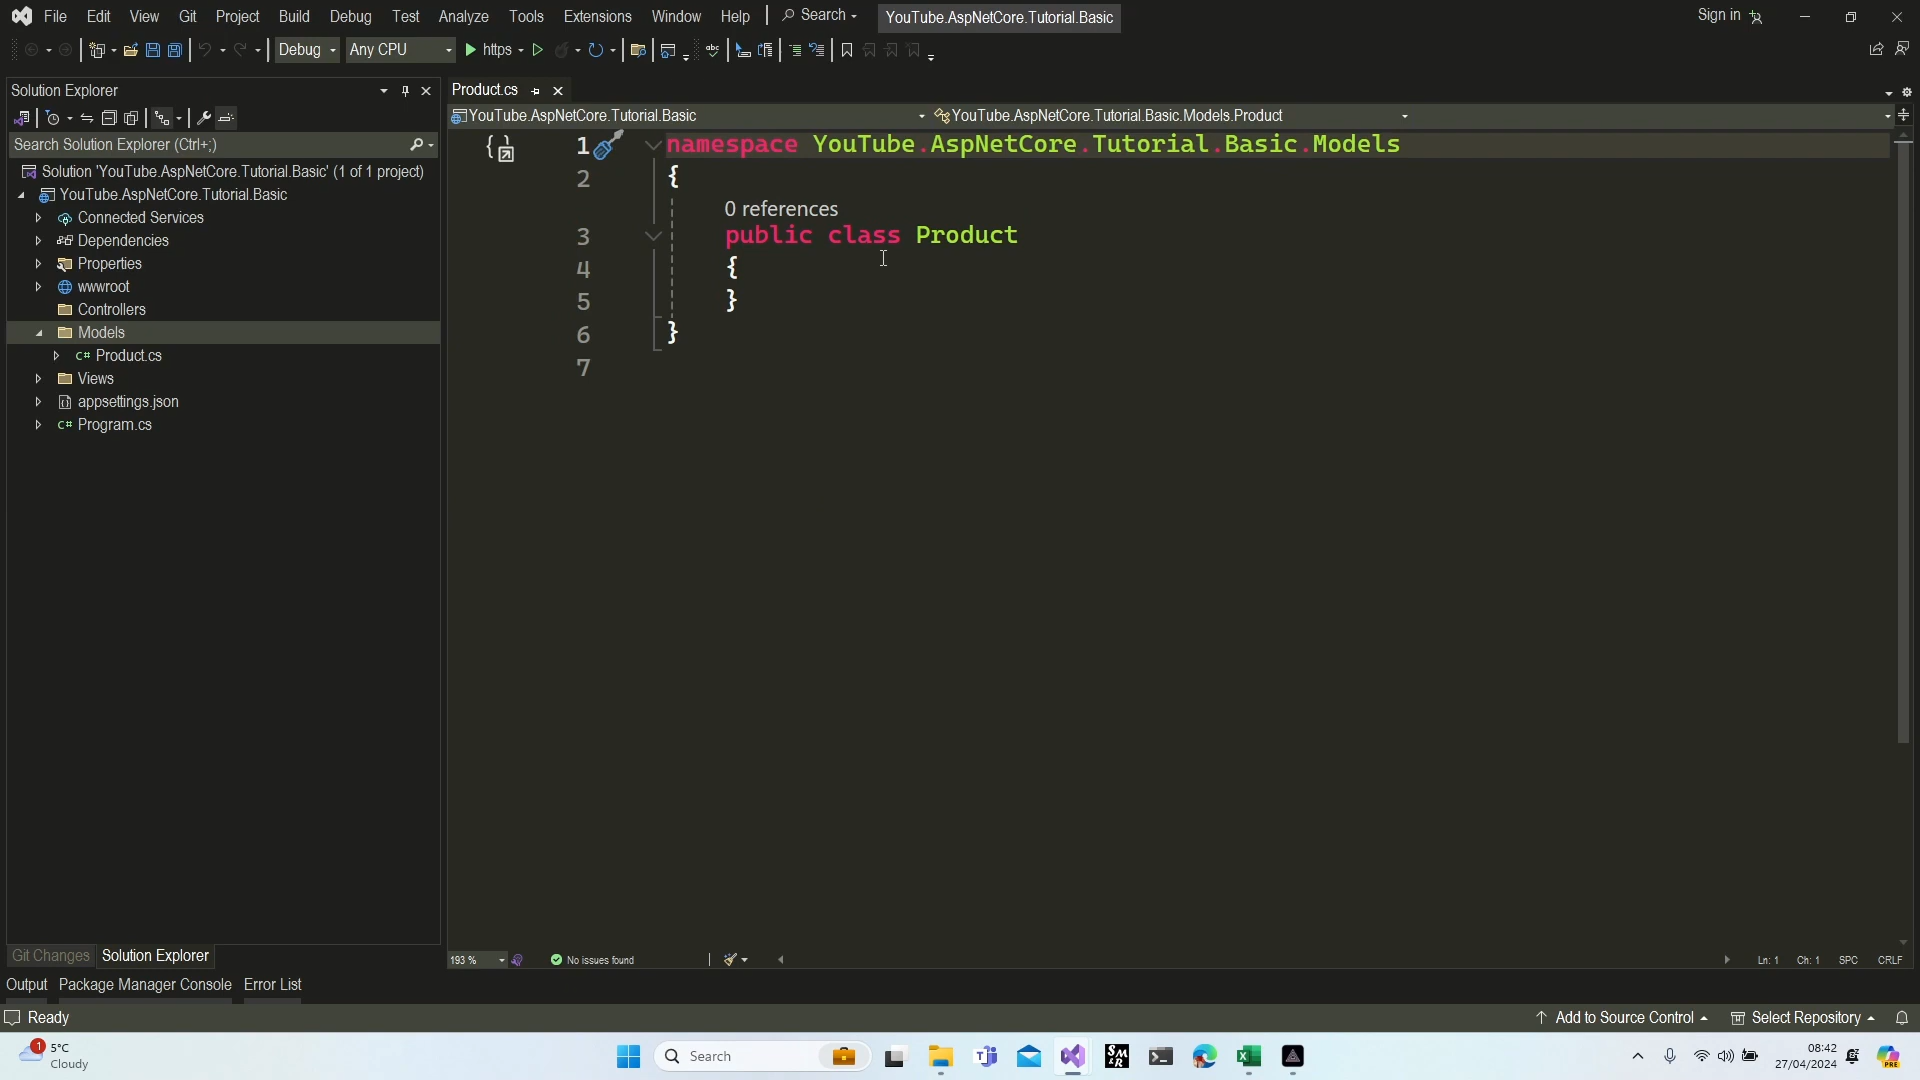 File Edit View Git Project Build Debug Test Analyze Tools Extensions Window Help Search YouTube.AspNetCore.Tutorial.Basic Sign in
Debug Any CPU https
Solution Explorer
Search Solution Explorer (Ctrl+;)
Solution 'YouTube.AspNetCore.Tutorial.Basic' (1 of 1 project)
YouTube.AspNetCore.Tutorial.Basic
Connected Services
Dependencies
Properties
wwwroot
Controllers
Models
C# Product.cs
Views
appsettings.json
C# Program.cs
Git Changes Solution Explorer
Product.cs
YouTube.AspNetCore.Tutorial.Basic YouTube.AspNetCore.Tutorial.Basic.Models.Product
1 namespace YouTube.AspNetCore.Tutorial.Basic.Models
2 {
0 references
3 public class Product
4 {
5 }
6 }
7
193 % No issues found Ln: 1 Ch: 1 SPC CRLF
Output Package Manager Console Error List
Ready Add to Source Control Select Repository
1 5°C
Cloudy
Search
SMR
PRE
08:42
27/04/2024